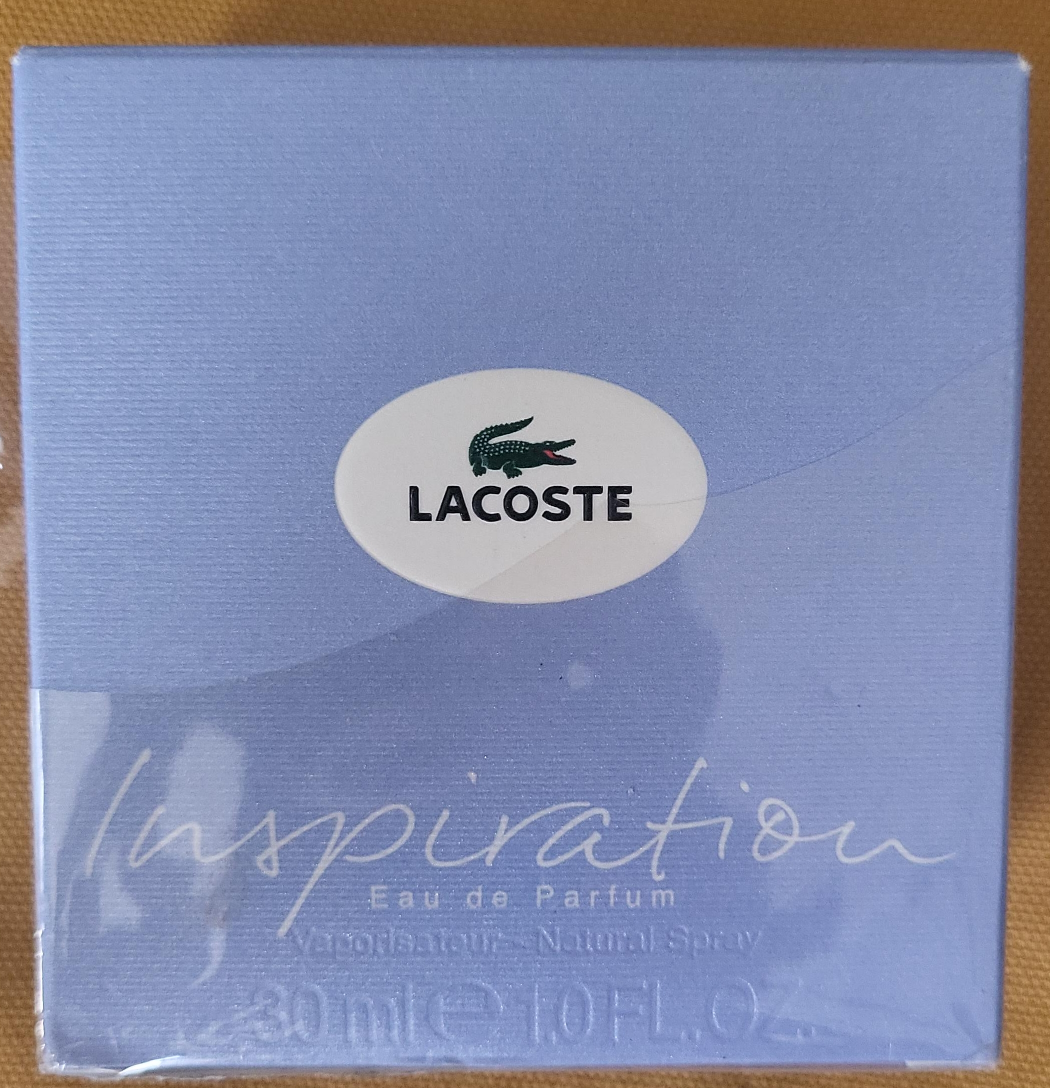 LACOSTE
Inspiration
Eau de Parfum
Vaporisateur - Natural Spray
30 ml ℮ 1.0 FL.OZ.